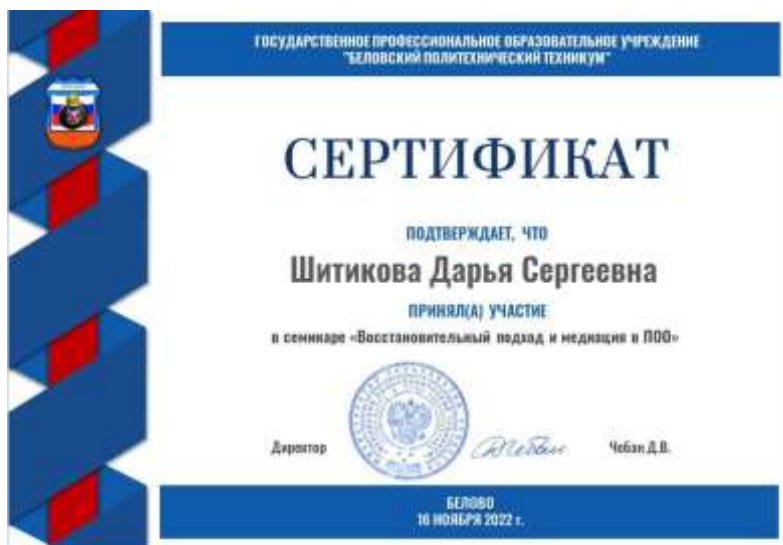 ГОСУДАРСТВЕННОЕ ПРОФЕССИОНАЛЬНОЕ ОБРАЗОВАТЕЛЬНОЕ УЧРЕЖДЕНИЕ
"БЕЛОВСКИЙ ПОЛИТЕХНИЧЕСКИЙ ТЕХНИКУМ"
СЕРТИФИКАТ
ПОДТВЕРЖДАЕТ, ЧТО
Шитикова Дарья Сергеевна
ПРИНЯЛ(А) УЧАСТИЕ
в семинаре «Восстановительный подход и медиация в ПОО»
Директор
Чобан Д.В.
БЕЛОВО
16 НОЯБРЯ 2022 г.